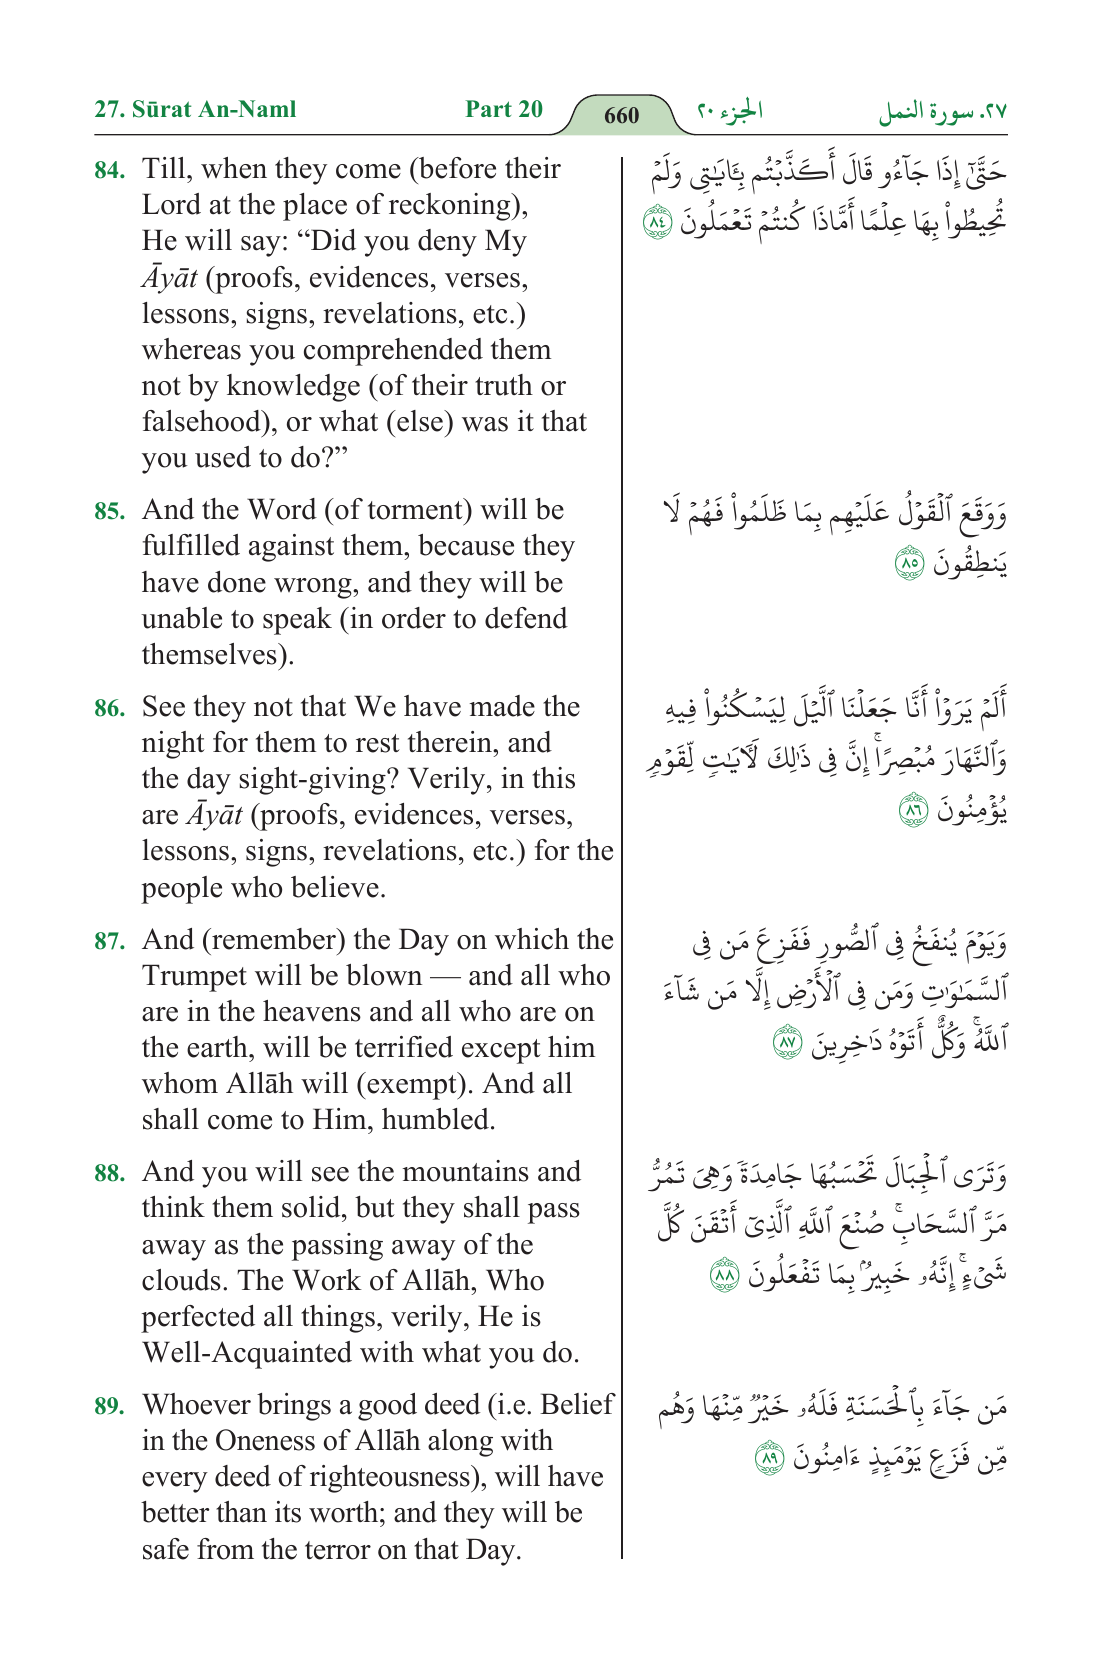 27. Sūrat An-Naml Part 20 660 الجزء ٢٠ ٢٧. سورة النمل
84. Till, when they come (before their
Lord at the place of reckoning),
He will say: “Did you deny My
Āyāt (proofs, evidences, verses,
lessons, signs, revelations, etc.)
whereas you comprehended them
not by knowledge (of their truth or
falsehood), or what (else) was it that
you used to do?”
حَتَّىٰٓ إِذَا جَآءُو قَالَ أَكَذَّبْتُم بِـَٔايَـٰتِى وَلَمْ
تُحِيطُوا۟ بِهَا عِلْمًا أَمَّاذَا كُنتُمْ تَعْمَلُونَ ٨٤
85. And the Word (of torment) will be
fulfilled against them, because they
have done wrong, and they will be
unable to speak (in order to defend
themselves).
وَوَقَعَ ٱلْقَوْلُ عَلَيْهِم بِمَا ظَلَمُوا۟ فَهُمْ لَا
يَنطِقُونَ ٨٥
86. See they not that We have made the
night for them to rest therein, and
the day sight-giving? Verily, in this
are Āyāt (proofs, evidences, verses,
lessons, signs, revelations, etc.) for the
people who believe.
أَلَمْ يَرَوْا۟ أَنَّا جَعَلْنَا ٱلَّيْلَ لِيَسْكُنُوا۟ فِيهِ
وَٱلنَّهَارَ مُبْصِرًا ۚ إِنَّ فِى ذَٰلِكَ لَـَٔايَـٰتٍ لِّقَوْمٍ
يُؤْمِنُونَ ٨٦
87. And (remember) the Day on which the
Trumpet will be blown — and all who
are in the heavens and all who are on
the earth, will be terrified except him
whom Allāh will (exempt). And all
shall come to Him, humbled.
وَيَوْمَ يُنفَخُ فِى ٱلصُّورِ فَفَزِعَ مَن فِى
ٱلسَّمَـٰوَٰتِ وَمَن فِى ٱلْأَرْضِ إِلَّا مَن شَآءَ
ٱللَّهُ ۚ وَكُلٌّ أَتَوْهُ دَٰخِرِينَ ٨٧
88. And you will see the mountains and
think them solid, but they shall pass
away as the passing away of the
clouds. The Work of Allāh, Who
perfected all things, verily, He is
Well-Acquainted with what you do.
وَتَرَى ٱلْجِبَالَ تَحْسَبُهَا جَامِدَةً وَهِىَ تَمُرُّ
مَرَّ ٱلسَّحَابِ ۚ صُنْعَ ٱللَّهِ ٱلَّذِىٓ أَتْقَنَ كُلَّ
شَىْءٍ ۚ إِنَّهُۥ خَبِيرٌۢ بِمَا تَفْعَلُونَ ٨٨
89. Whoever brings a good deed (i.e. Belief
in the Oneness of Allāh along with
every deed of righteousness), will have
better than its worth; and they will be
safe from the terror on that Day.
مَن جَآءَ بِٱلْحَسَنَةِ فَلَهُۥ خَيْرٌ مِّنْهَا وَهُم
مِّن فَزَعٍ يَوْمَئِذٍ ءَامِنُونَ ٨٩